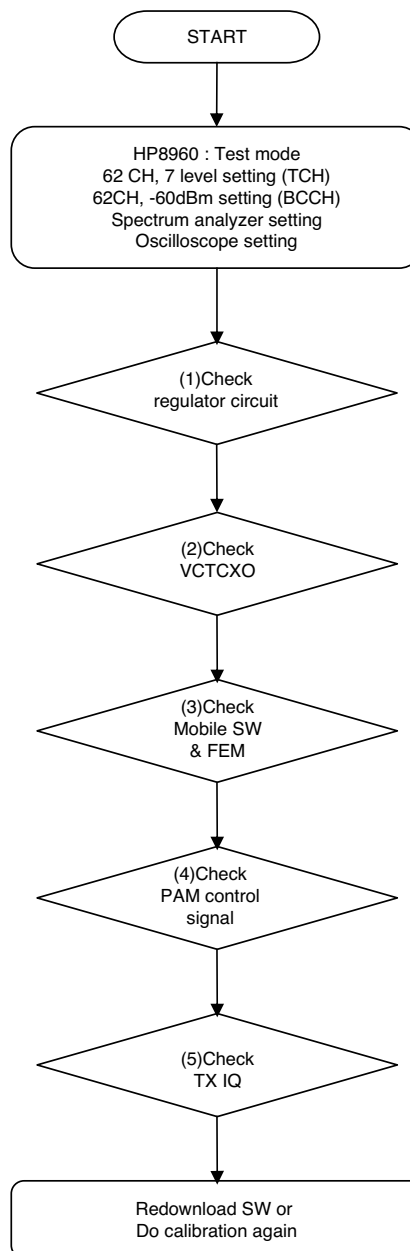 START
HP8960 : Test mode
62 CH, 7 level setting (TCH)
62CH, -60dBm setting (BCCH)
Spectrum analyzer setting
Oscilloscope setting
(1)Check
regulator circuit
(2)Check
VCTCXO
(3)Check
Mobile SW
& FEM
(4)Check
PAM control
signal
(5)Check
TX IQ
Redownload SW or
Do calibration again